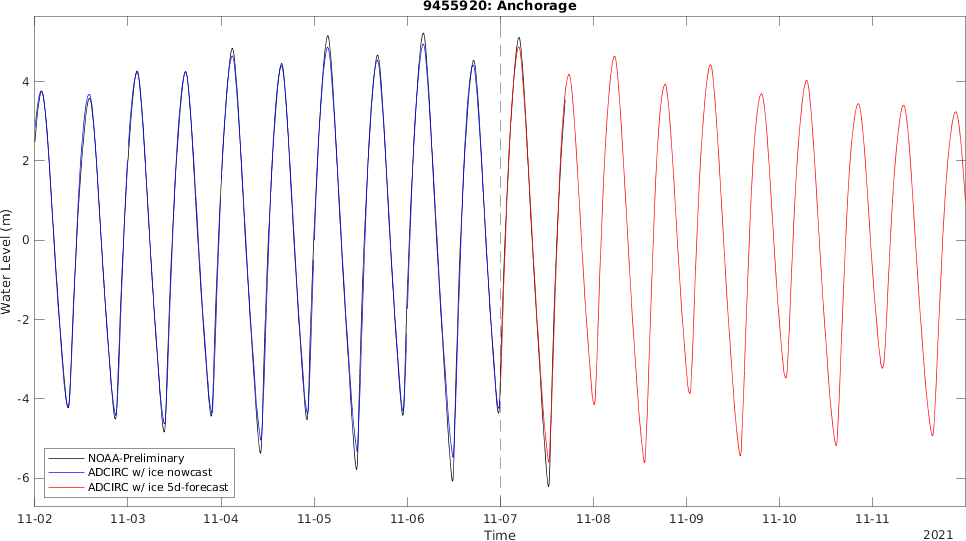 9455920: Anchorage
Water Level (m)
4
2
0
-2
-4
-6
NOAA-Preliminary
ADCIRC w/ ice nowcast
ADCIRC w/ ice 5d-forecast
11-02 11-03 11-04 11-05 11-06 11-07 11-08 11-09 11-10 11-11
Time
2021